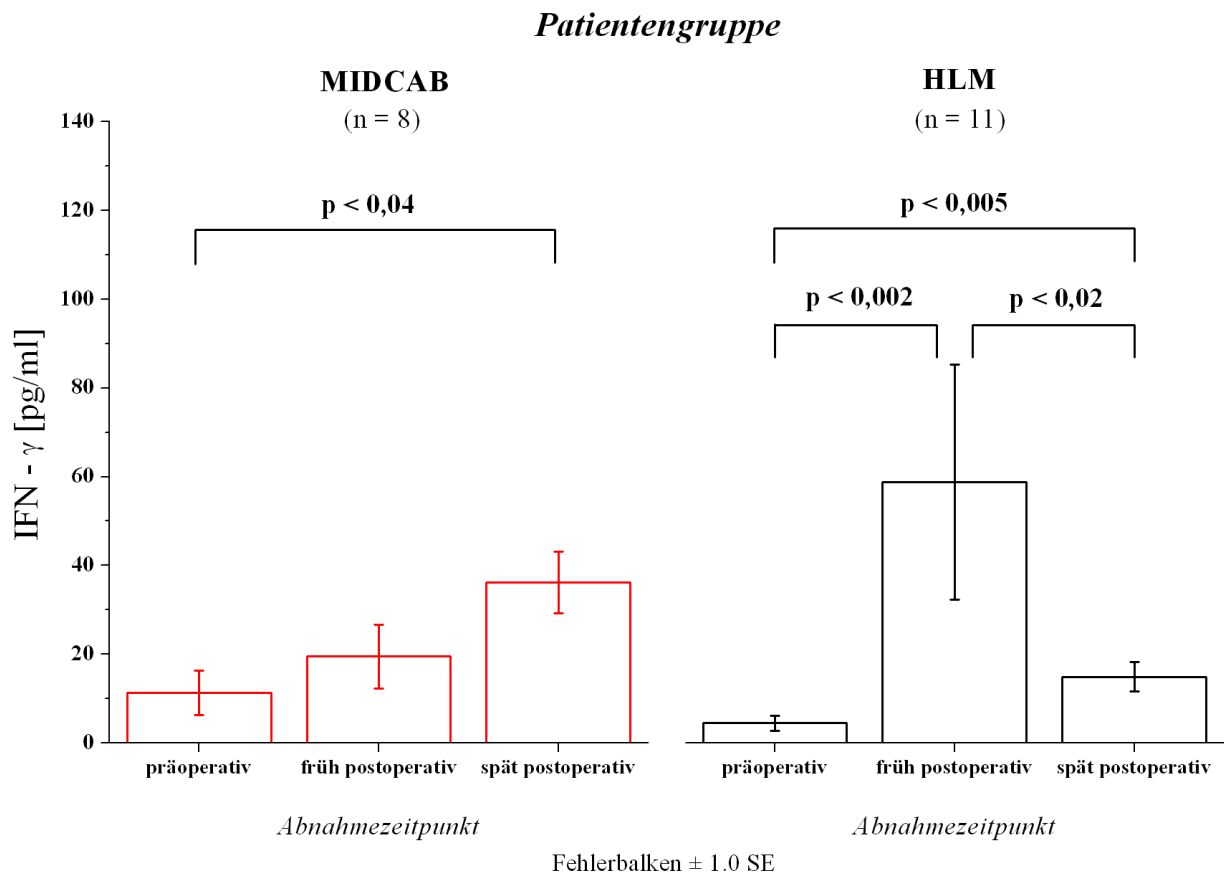 Patientengruppe
MIDCAB
(n = 8)
HLM
(n = 11)
IFN - γ [pg/ml]
140
120
100
80
60
40
20
0
p < 0,04
p < 0,005
p < 0,002
p < 0,02
präoperativ
früh postoperativ
spät postoperativ
präoperativ
früh postoperativ
spät postoperativ
Abnahmezeitpunkt
Abnahmezeitpunkt
Fehlerbalken ± 1.0 SE